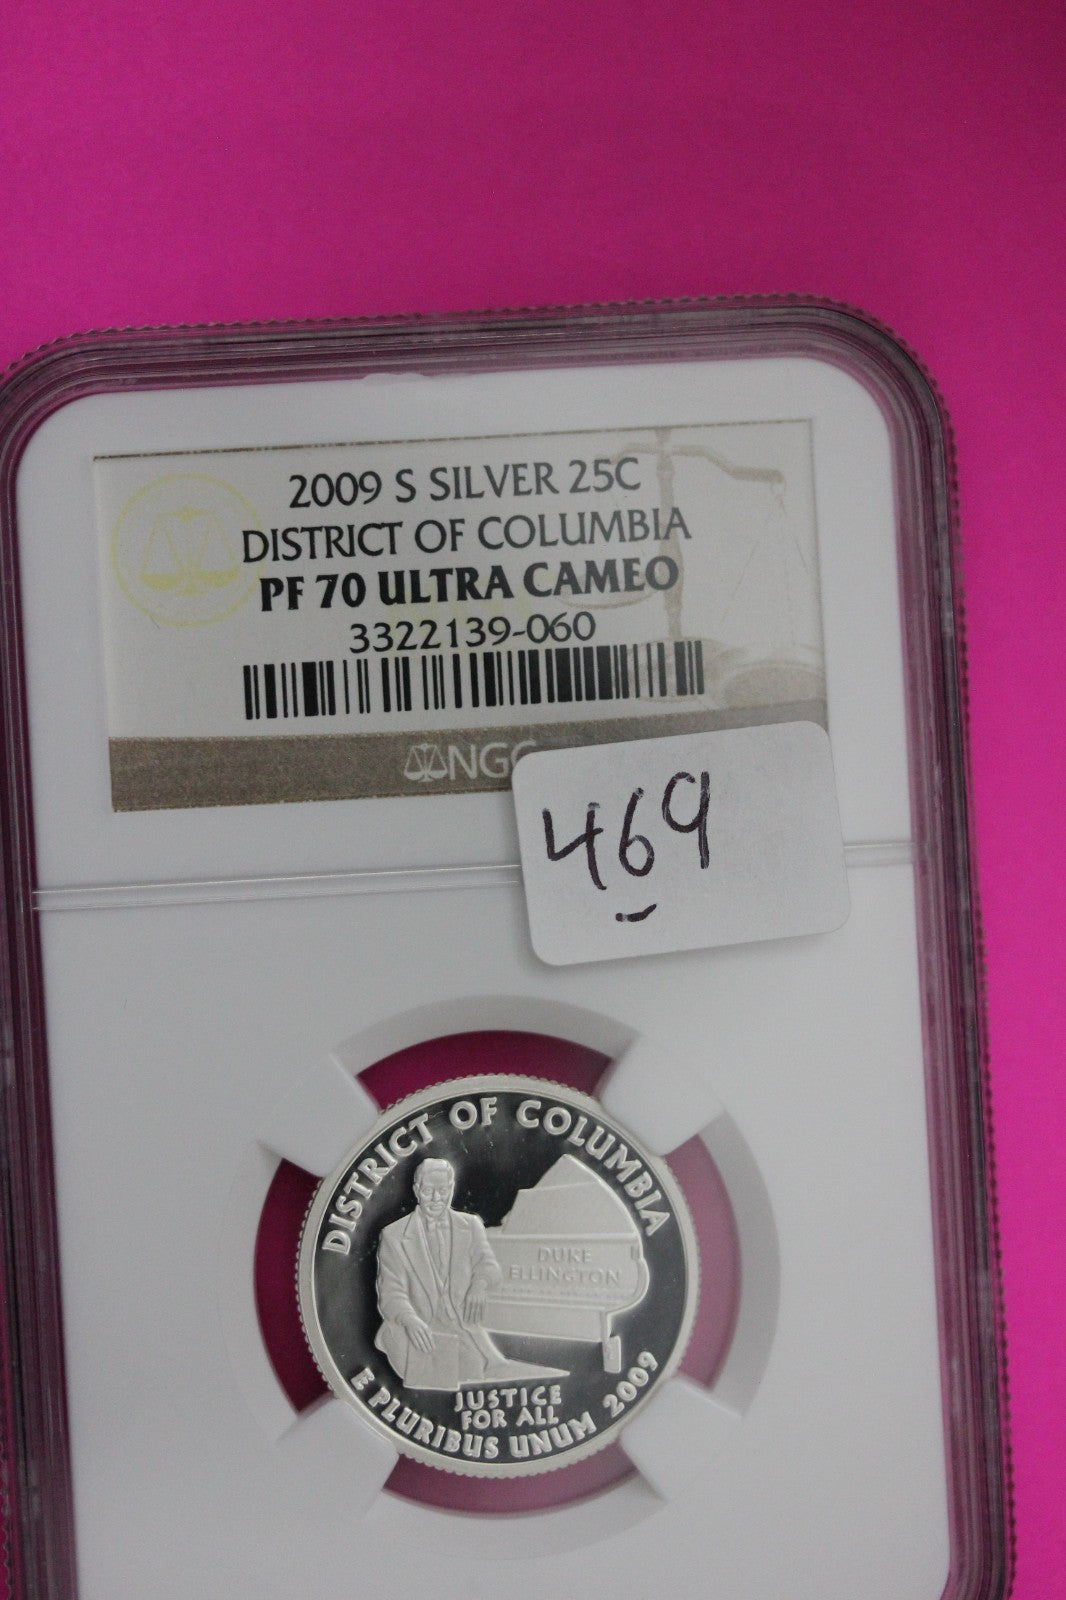 2009 S SILVER 25C
DISTRICT OF COLUMBIA
PF 70 ULTRA CAMEO
3322139-060
469
DISTRICT OF COLUMBIA
DUKE
ELLINGTON
JUSTICE
FOR ALL
E PLURIBUS UNUM 2009